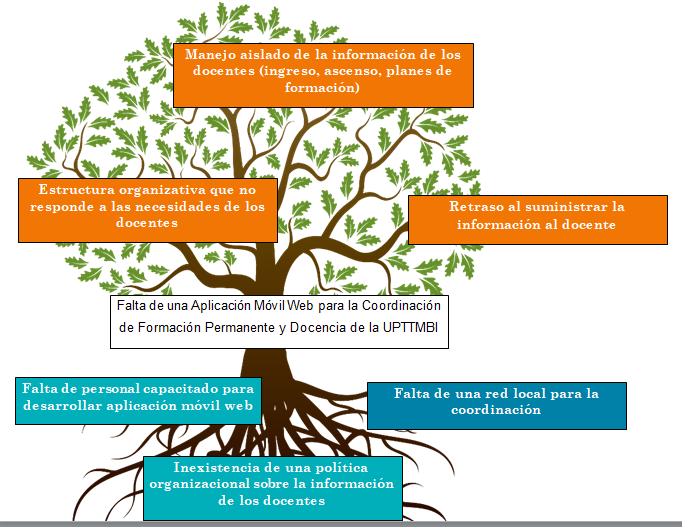 Manejo aislado de la información de los
docentes (ingreso, ascenso, planes de
formación)
Estructura organizativa que no
responde a las necesidades de los
docentes
Retraso al suministrar la
información al docente
Falta de una Aplicación Móvil Web para la Coordinación
de Formación Permanente y Docencia de la UPTTMBI
Falta de personal capacitado para
desarrollar aplicación móvil web
Falta de una red local para la
coordinación
Inexistencia de una política
organizacional sobre la información
de los docentes